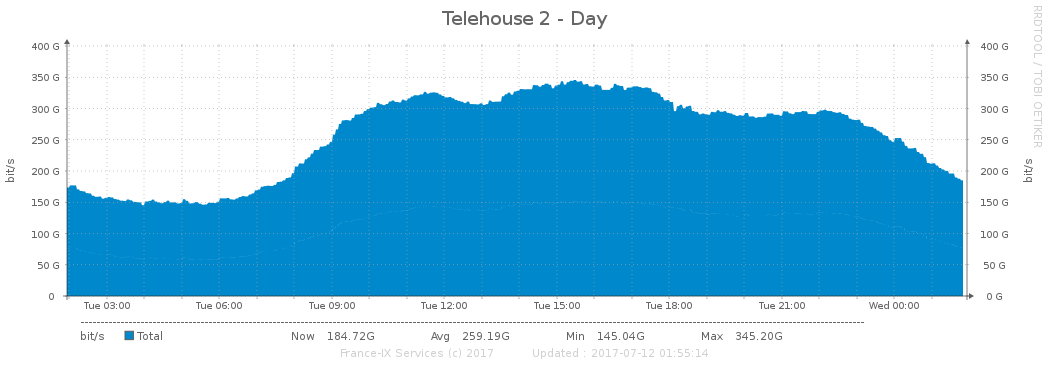 Telehouse 2 - Day
RRDTOOL / TOBI OETIKER
bit/s
bit/s
400 G 400 G
350 G 350 G
300 G 300 G
250 G 250 G
200 G 200 G
150 G 150 G
100 G 100 G
50 G 50 G
0 0 G
Tue 03:00 Tue 06:00 Tue 09:00 Tue 12:00 Tue 15:00 Tue 18:00 Tue 21:00 Wed 00:00
bit/s Total Now 184.72G Avg 259.19G Min 145.04G Max 345.20G
France-IX Services (c) 2017 Updated : 2017-07-12 01:55:14